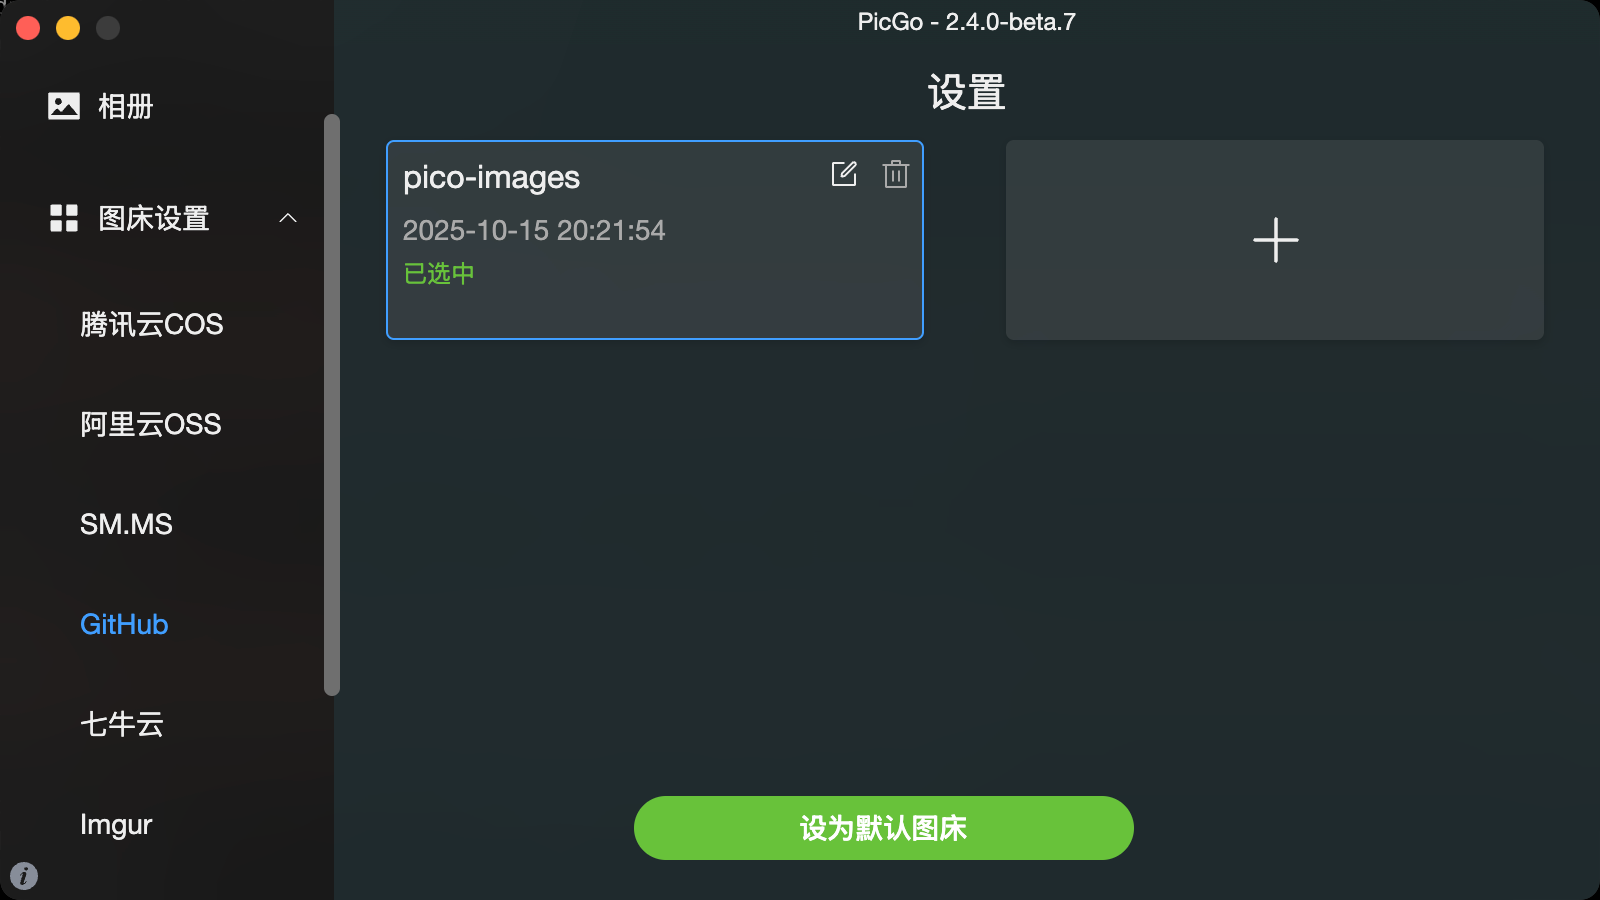 PicGo - 2.4.0-beta.7
相册
图床设置
腾讯云COS
阿里云OSS
SM.MS
GitHub
七牛云
Imgur
设置
pico-images
2025-10-15 20:21:54
已选中
设为默认图床